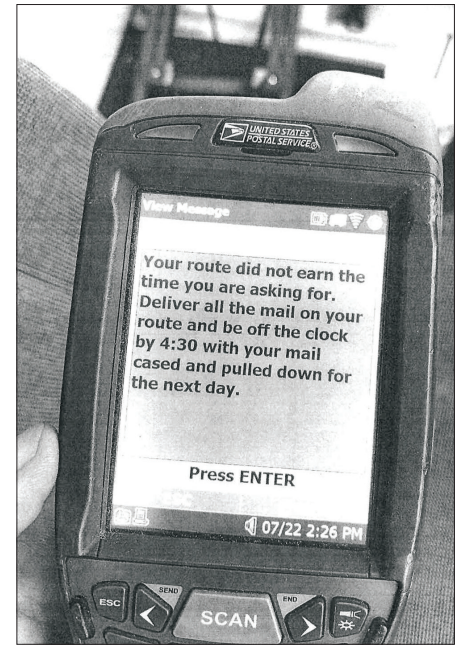 UNITED STATES
POSTAL SERVICE®
View Message
Your route did not earn the
time you are asking for.
Deliver all the mail on your
route and be off the clock
by 4:30 with your mail
cased and pulled down for
the next day.
Press ENTER
07/22 2:26 PM
SEND
END
ESC
SCAN